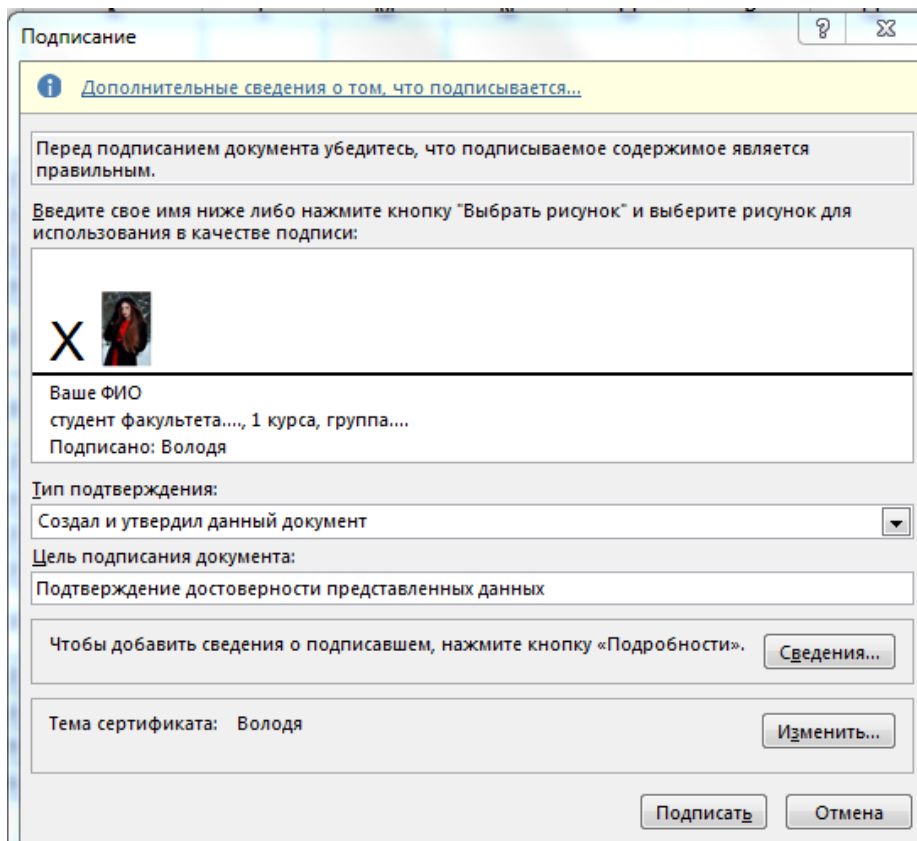 Подписание
Дополнительные сведения о том, что подписывается...
Перед подписанием документа убедитесь, что подписываемое содержимое является
правильным.
Введите свое имя ниже либо нажмите кнопку "Выбрать рисунок" и выберите рисунок для
использования в качестве подписи:
X
Ваше ФИО
студент факультета...., 1 курса, группа....
Подписано: Володя
Тип подтверждения:
Создал и утвердил данный документ
Цель подписания документа:
Подтверждение достоверности представленных данных
Чтобы добавить сведения о подписавшем, нажмите кнопку «Подробности».
Сведения...
Тема сертификата: Володя
Изменить...
Подписать Отмена